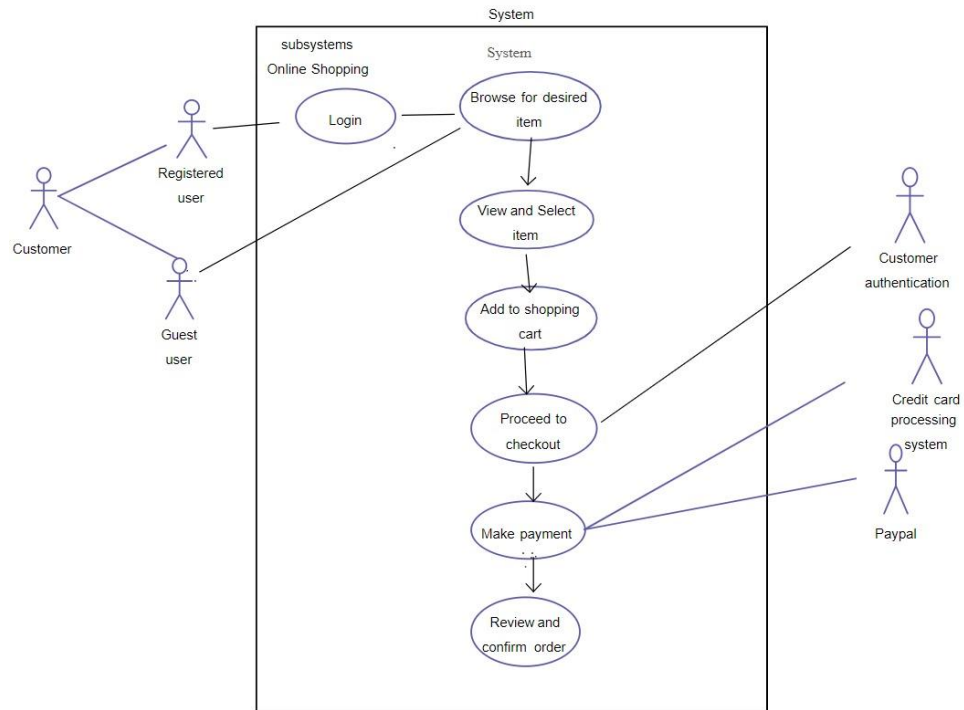 System
subsystems
Online Shopping
System
Login
Browse for desired
item
Registered
user
Customer
View and Select
item
Guest
user
Add to shopping
cart
Customer
authentication
Proceed to
checkout
Credit card
processing
system
Make payment
Paypal
Review and
confirm order